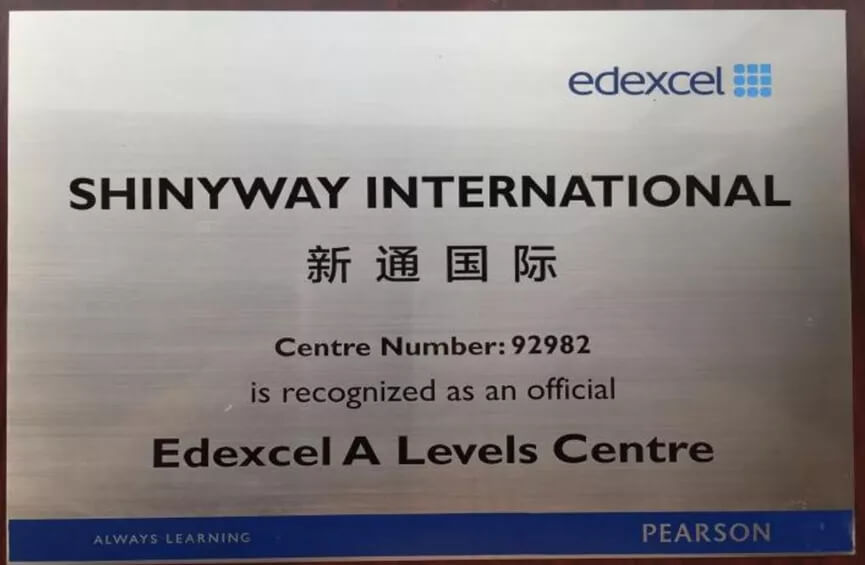 edexcel
SHINYWAY INTERNATIONAL
新通国际
Centre Number: 92982
is recognized as an official
Edexcel A Levels Centre
ALWAYS LEARNING
PEARSON